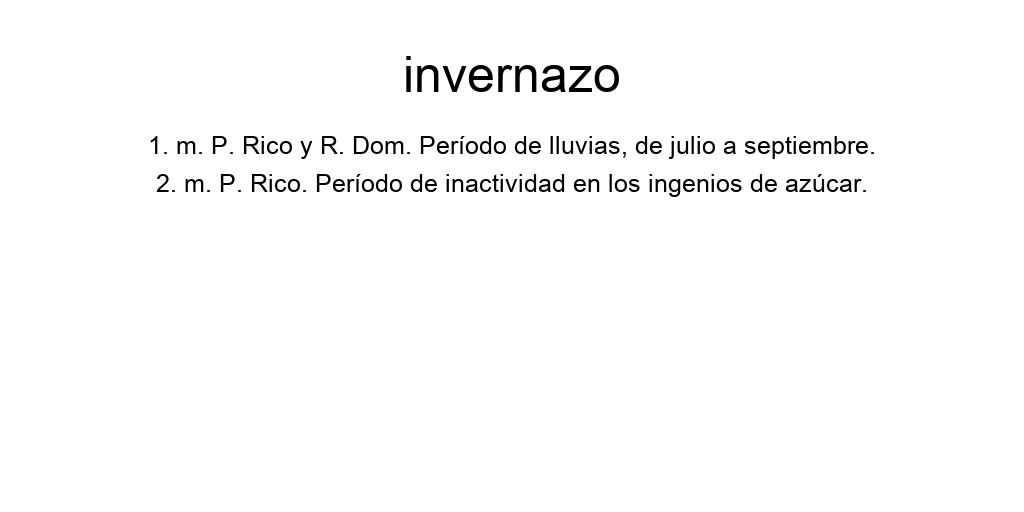 invernazo
1. m. P. Rico y R. Dom. Período de lluvias, de julio a septiembre.
2. m. P. Rico. Período de inactividad en los ingenios de azúcar.